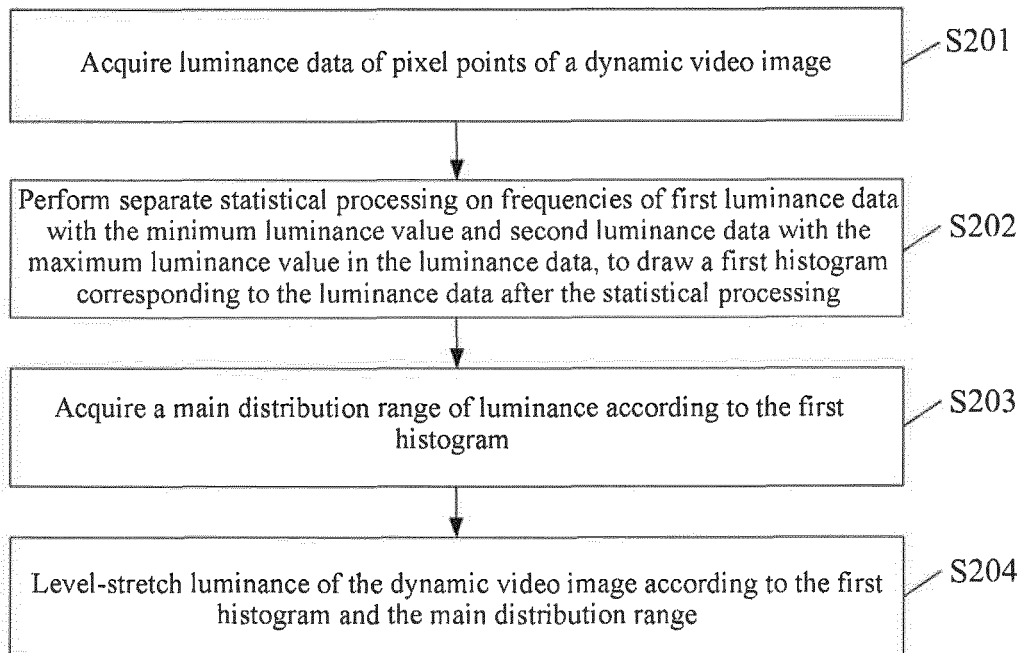 Acquire luminance data of pixel points of a dynamic video image
S201
Perform separate statistical processing on frequencies of first luminance data
with the minimum luminance value and second luminance data with the
maximum luminance value in the luminance data, to draw a first histogram
corresponding to the luminance data after the statistical processing
S202
Acquire a main distribution range of luminance according to the first
histogram
S203
Level-stretch luminance of the dynamic video image according to the first
histogram and the main distribution range
S204